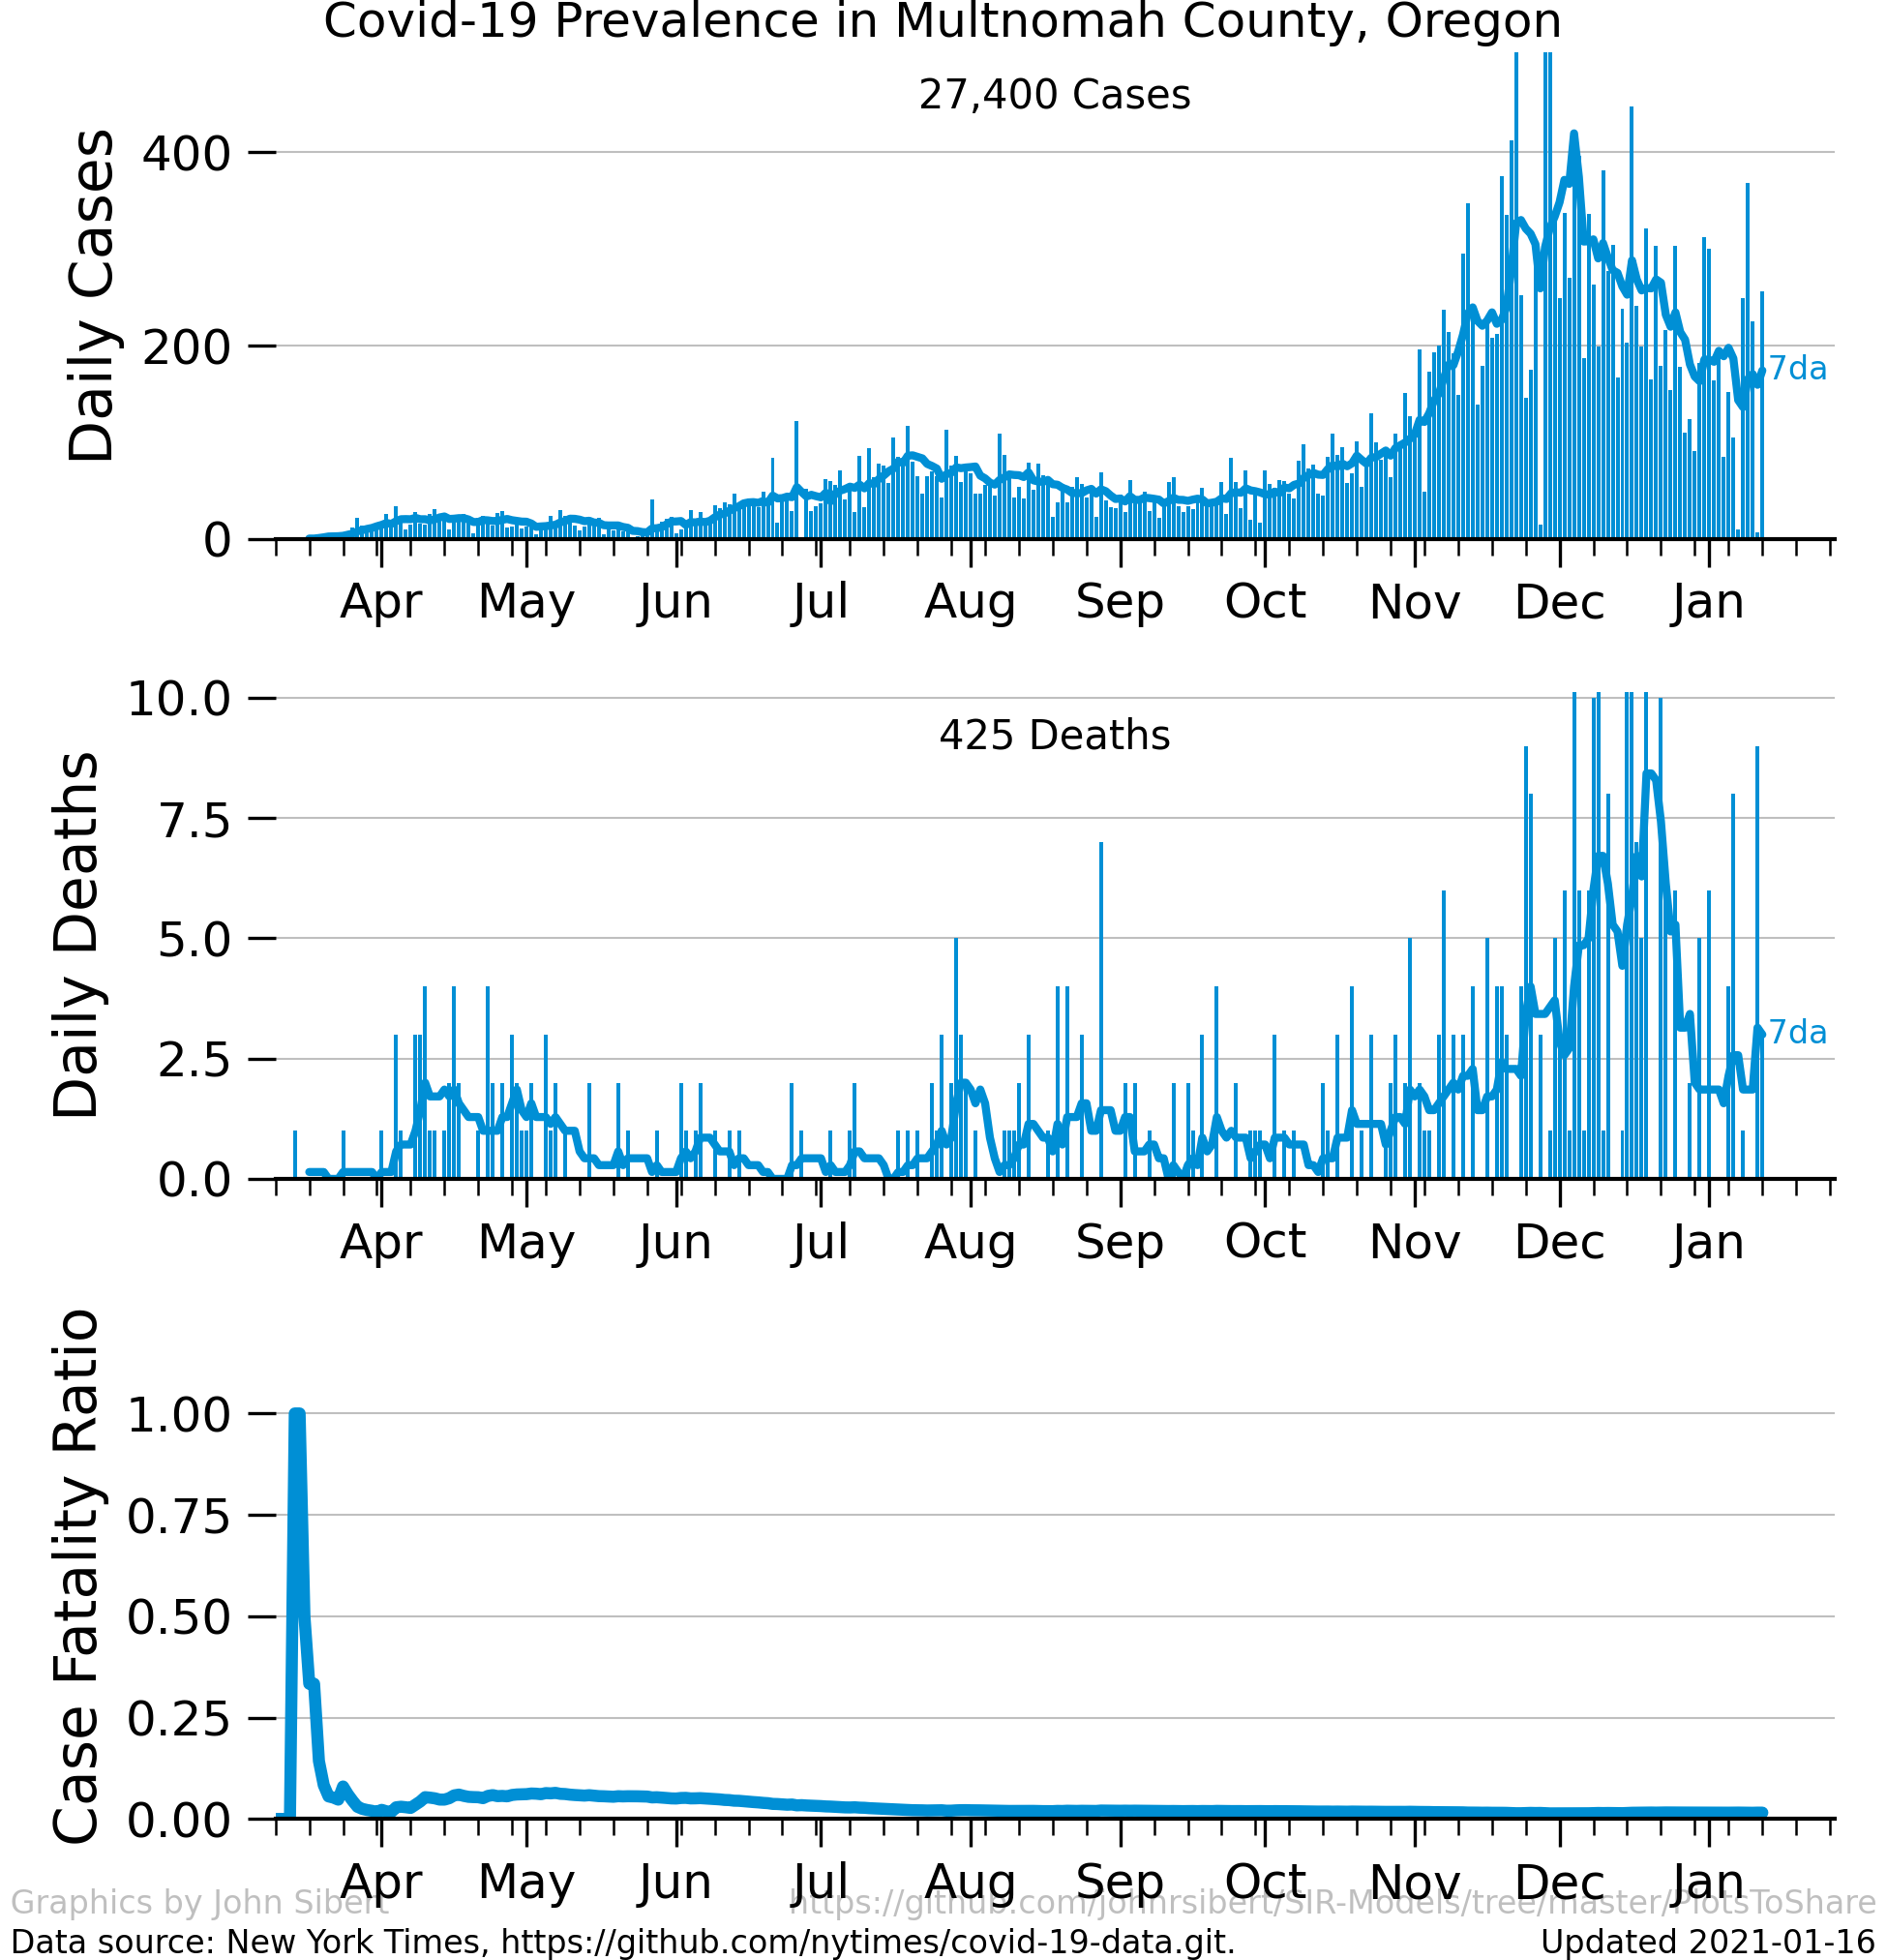 Covid-19 Prevalence in Multnomah County, Oregon
27,400 Cases
Daily Cases
400
200
0
7da
Apr May Jun Jul Aug Sep Oct Nov Dec Jan
425 Deaths
Daily Deaths
10.0
7.5
5.0
2.5
0.0
7da
Apr May Jun Jul Aug Sep Oct Nov Dec Jan
Case Fatality Ratio
1.00
0.75
0.50
0.25
0.00
Apr May Jun Jul Aug Sep Oct Nov Dec Jan
Graphics by John Sibert https://github.com/johnrsibert/SIR-Models/tree/master/PlotsToShare
Data source: New York Times, https://github.com/nytimes/covid-19-data.git. Updated 2021-01-16